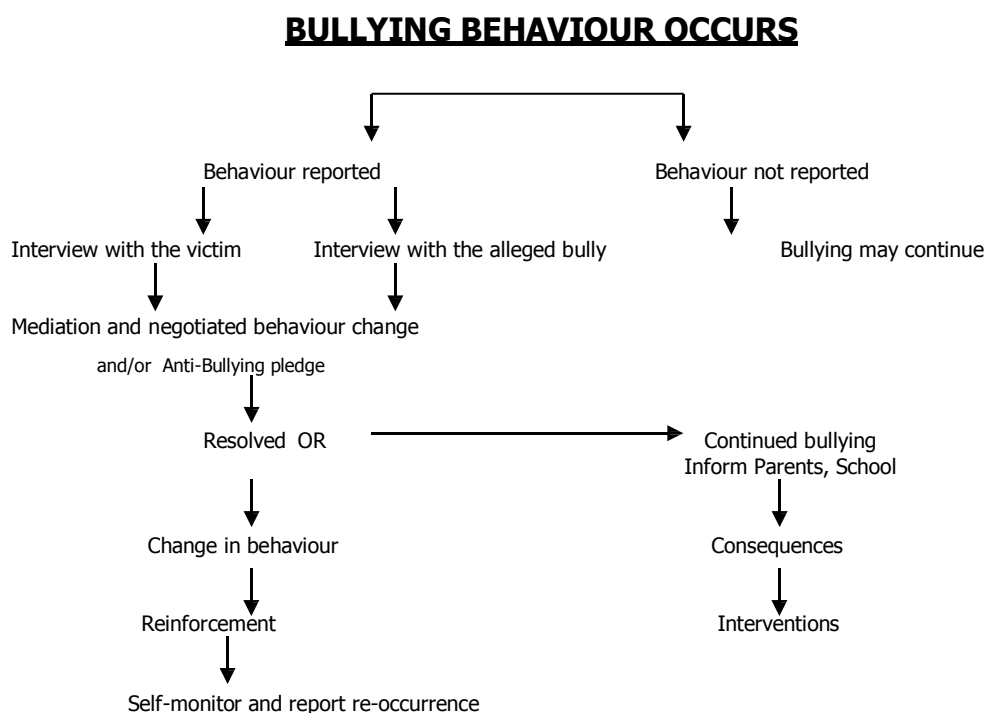 BULLYING BEHAVIOUR OCCURS
Behaviour reported
Behaviour not reported
Interview with the victim
Interview with the alleged bully
Bullying may continue
Mediation and negotiated behaviour change
and/or Anti-Bullying pledge
Resolved OR
Continued bullying
Inform Parents, School
Change in behaviour
Consequences
Reinforcement
Interventions
Self-monitor and report re-occurrence